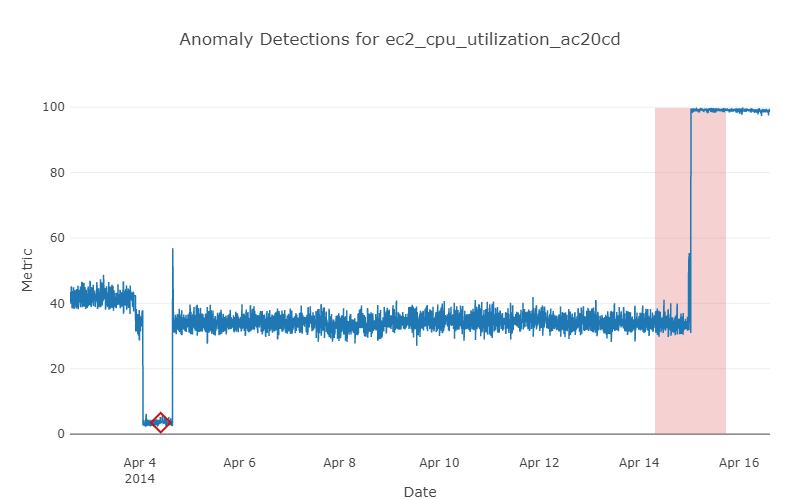 Anomaly Detections for ec2_cpu_utilization_ac20cd
100
80
60
40
20
0
Metric
Apr 4
2014
Apr 6
Apr 8
Apr 10
Apr 12
Apr 14
Apr 16
Date